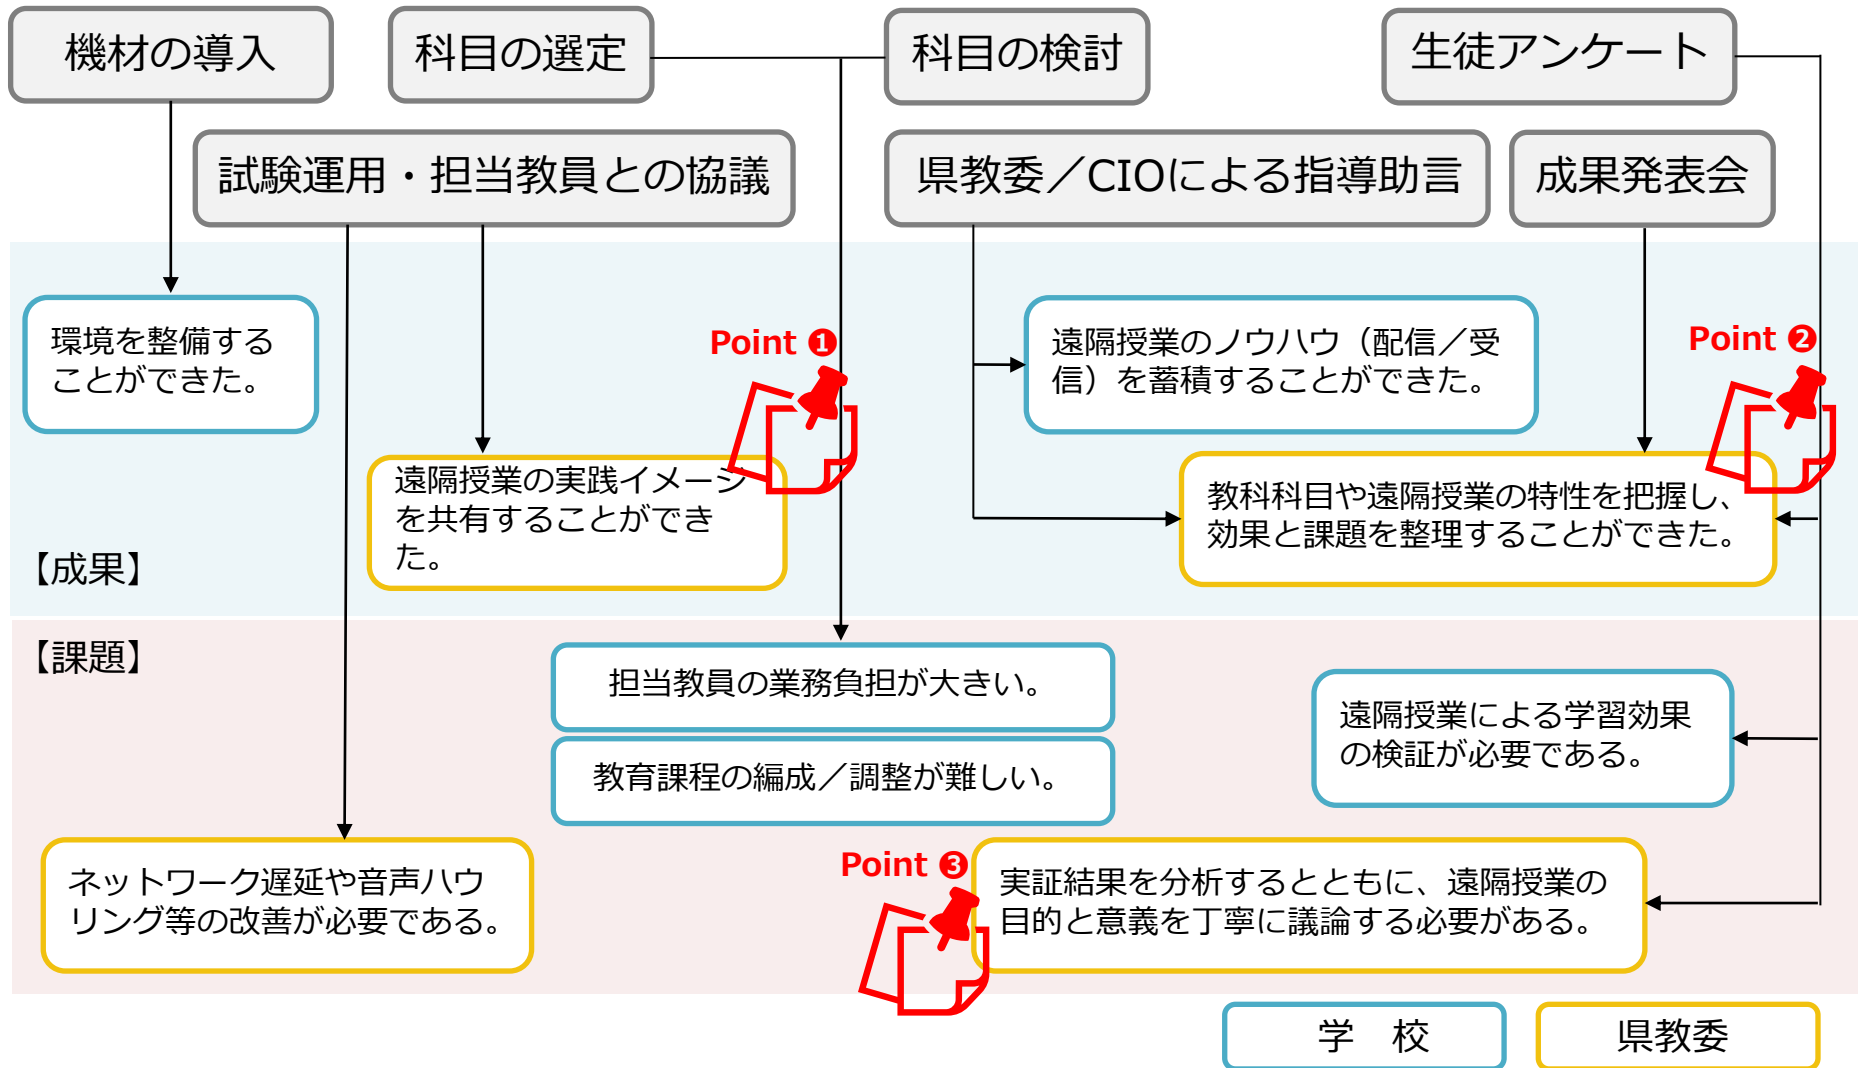 機材の導入
科目の選定
科目の検討
生徒アンケート
試験運用・担当教員との協議
県教委／CIOによる指導助言
成果発表会
環境を整備する
ことができた。
Point ❶
遠隔授業のノウハウ（配信／受
信）を蓄積することができた。
Point ❷
遠隔授業の実践イメージ
を共有することができ
た。
教科科目や遠隔授業の特性を把握し、
効果と課題を整理することができた。
【成果】
【課題】
担当教員の業務負担が大きい。
教育課程の編成／調整が難しい。
遠隔授業による学習効果
の検証が必要である。
ネットワーク遅延や音声ハウ
リング等の改善が必要である。
Point ❸
実証結果を分析するとともに、遠隔授業の
目的と意義を丁寧に議論する必要がある。
学　校
県教委